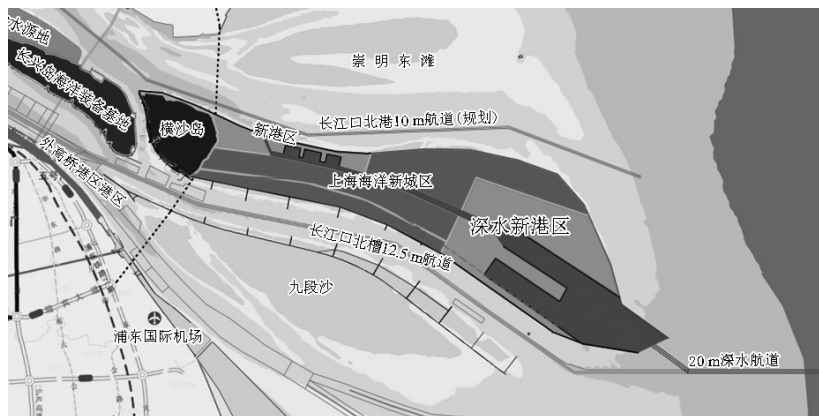 水源地
长兴岛海洋装备基地
横沙岛
崇明东滩
新港区
长江口北港10 m航道(规划)
外高桥港区港区
上海海洋新城区
深水新港区
长江口北槽12.5 m航道
九段沙
浦东国际机场
20 m深水航道